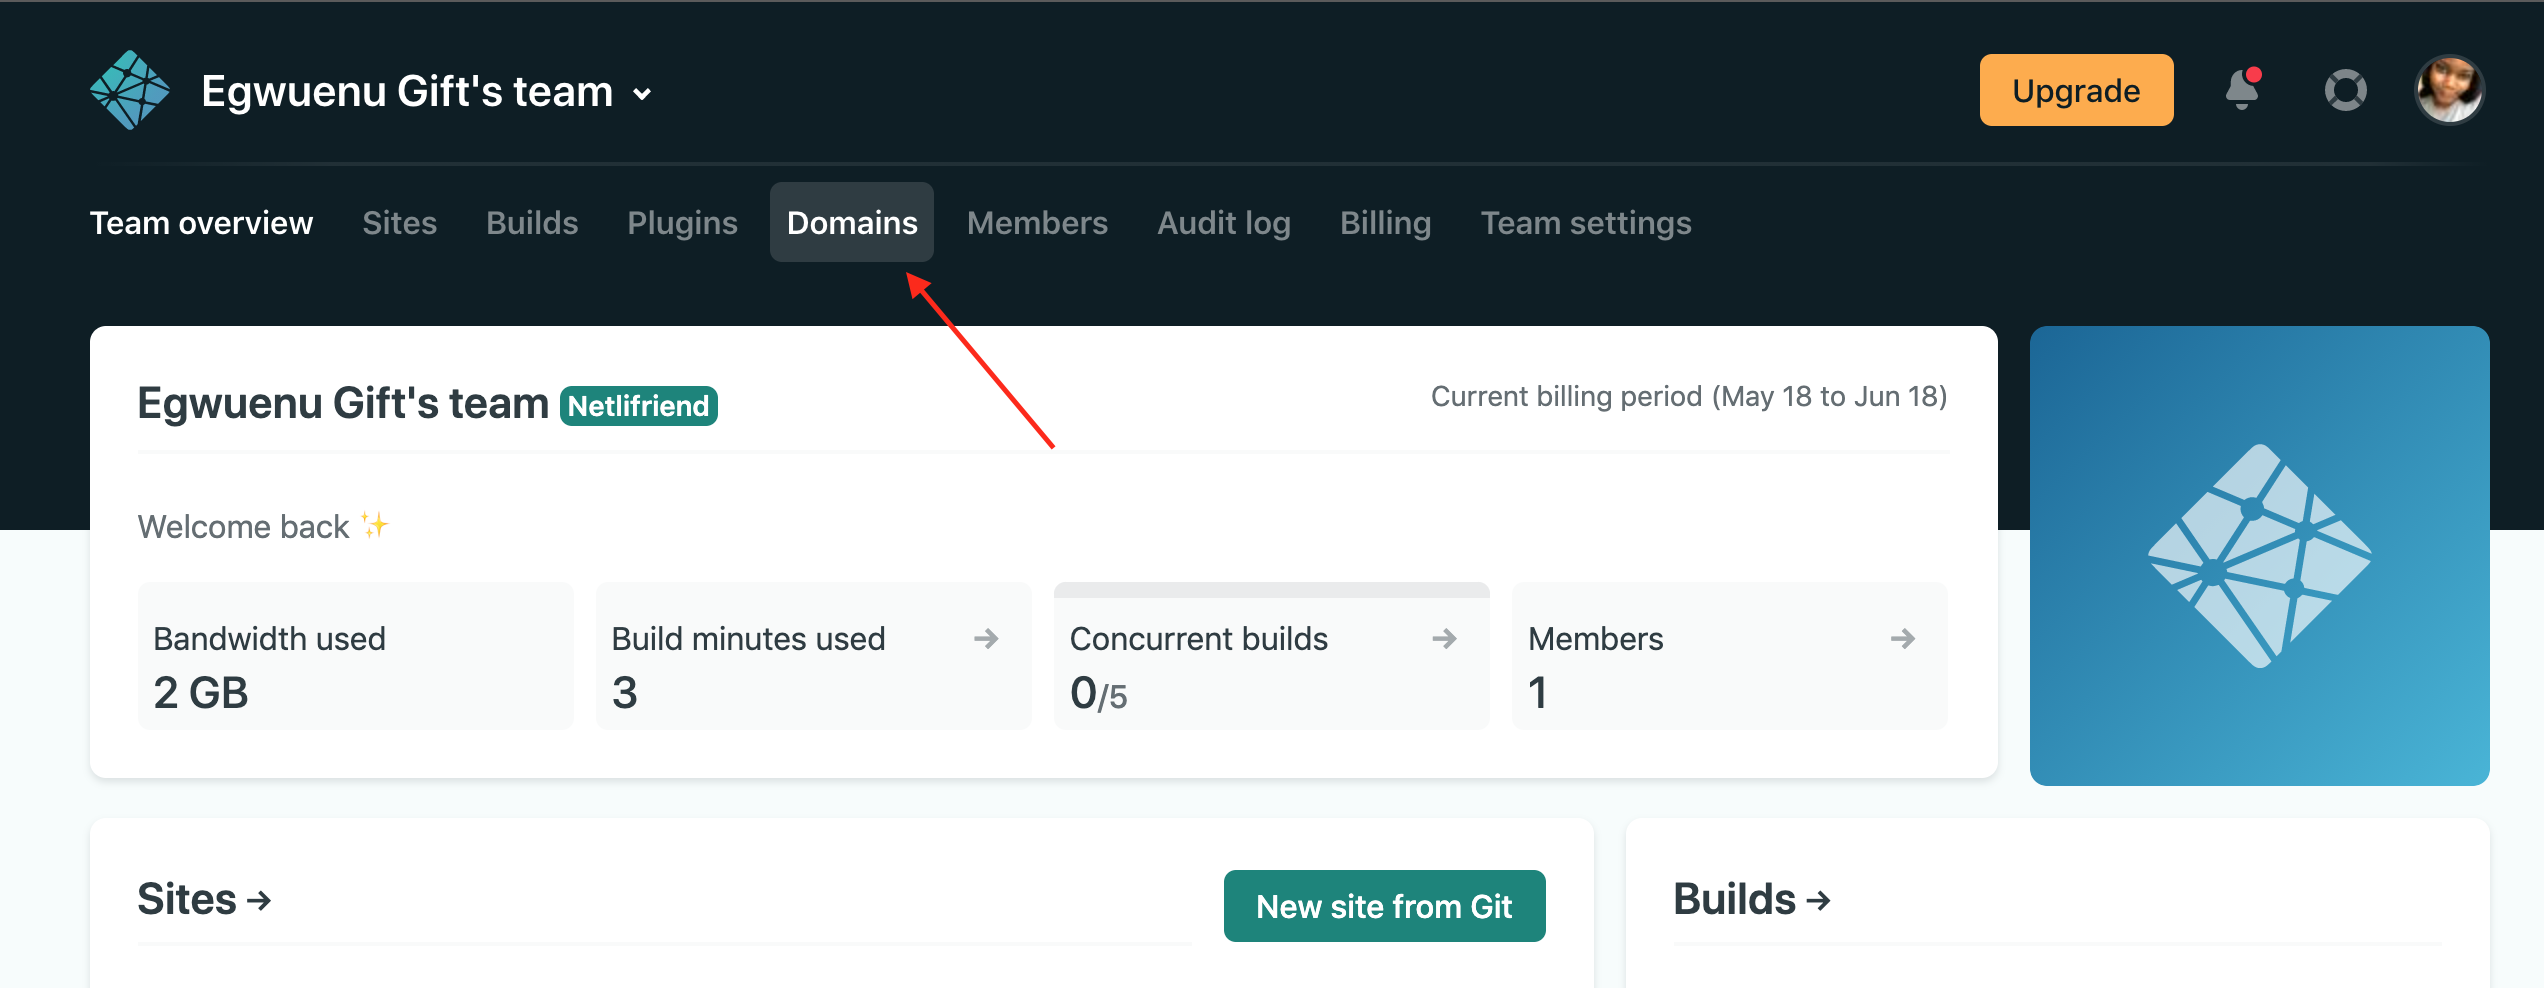 Egwuenu Gift's team
Upgrade
Team overview Sites Builds Plugins Domains Members Audit log Billing Team settings
Egwuenu Gift's team Netlifriend
Current billing period (May 18 to Jun 18)
Welcome back ✨
Bandwidth used
2 GB
Build minutes used →
3
Concurrent builds →
0/5
Members →
1
Sites →
New site from Git
Builds →